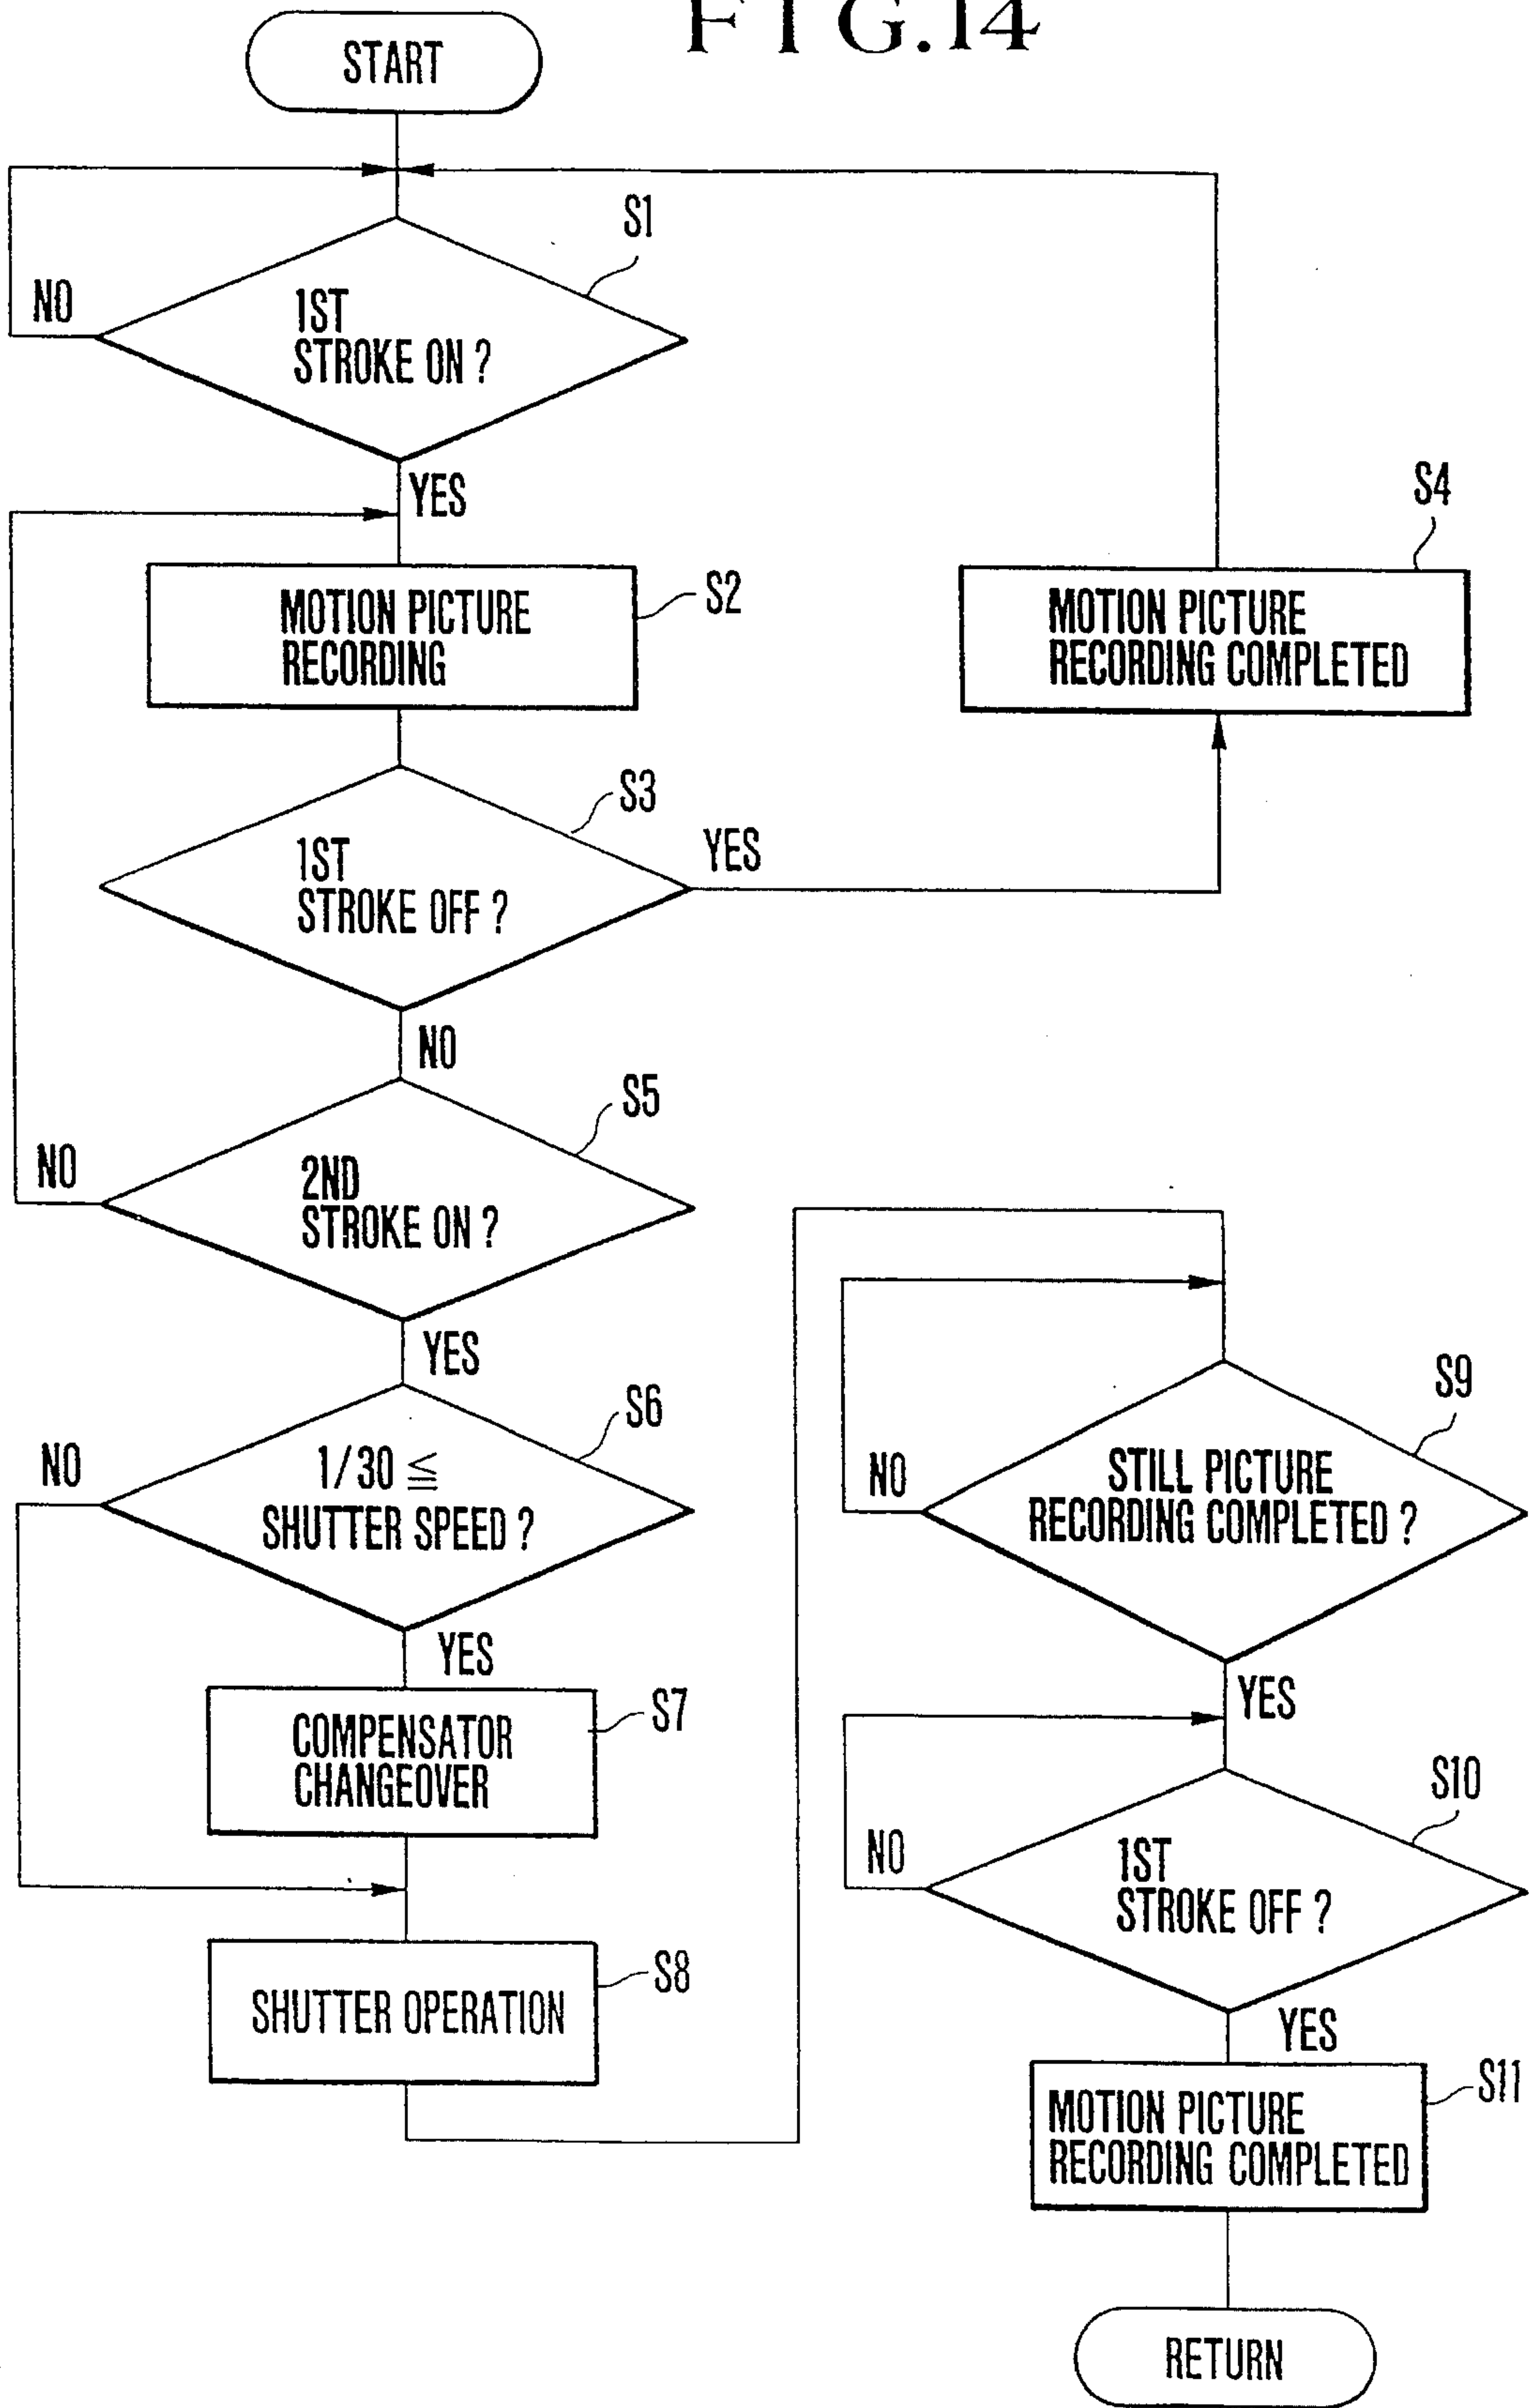 FIG.14
START
S1
NO
1ST
STROKE ON ?
YES
S2
MOTION PICTURE
RECORDING
S4
MOTION PICTURE
RECORDING COMPLETED
S3
1ST
STROKE OFF ?
YES
NO
S5
2ND
STROKE ON ?
NO
YES
S6
1/30 ≦
SHUTTER SPEED ?
NO
YES
S7
COMPENSATOR
CHANGEOVER
S8
SHUTTER OPERATION
S9
STILL PICTURE
RECORDING COMPLETED ?
NO
YES
S10
1ST
STROKE OFF ?
NO
YES
S11
MOTION PICTURE
RECORDING COMPLETED
RETURN